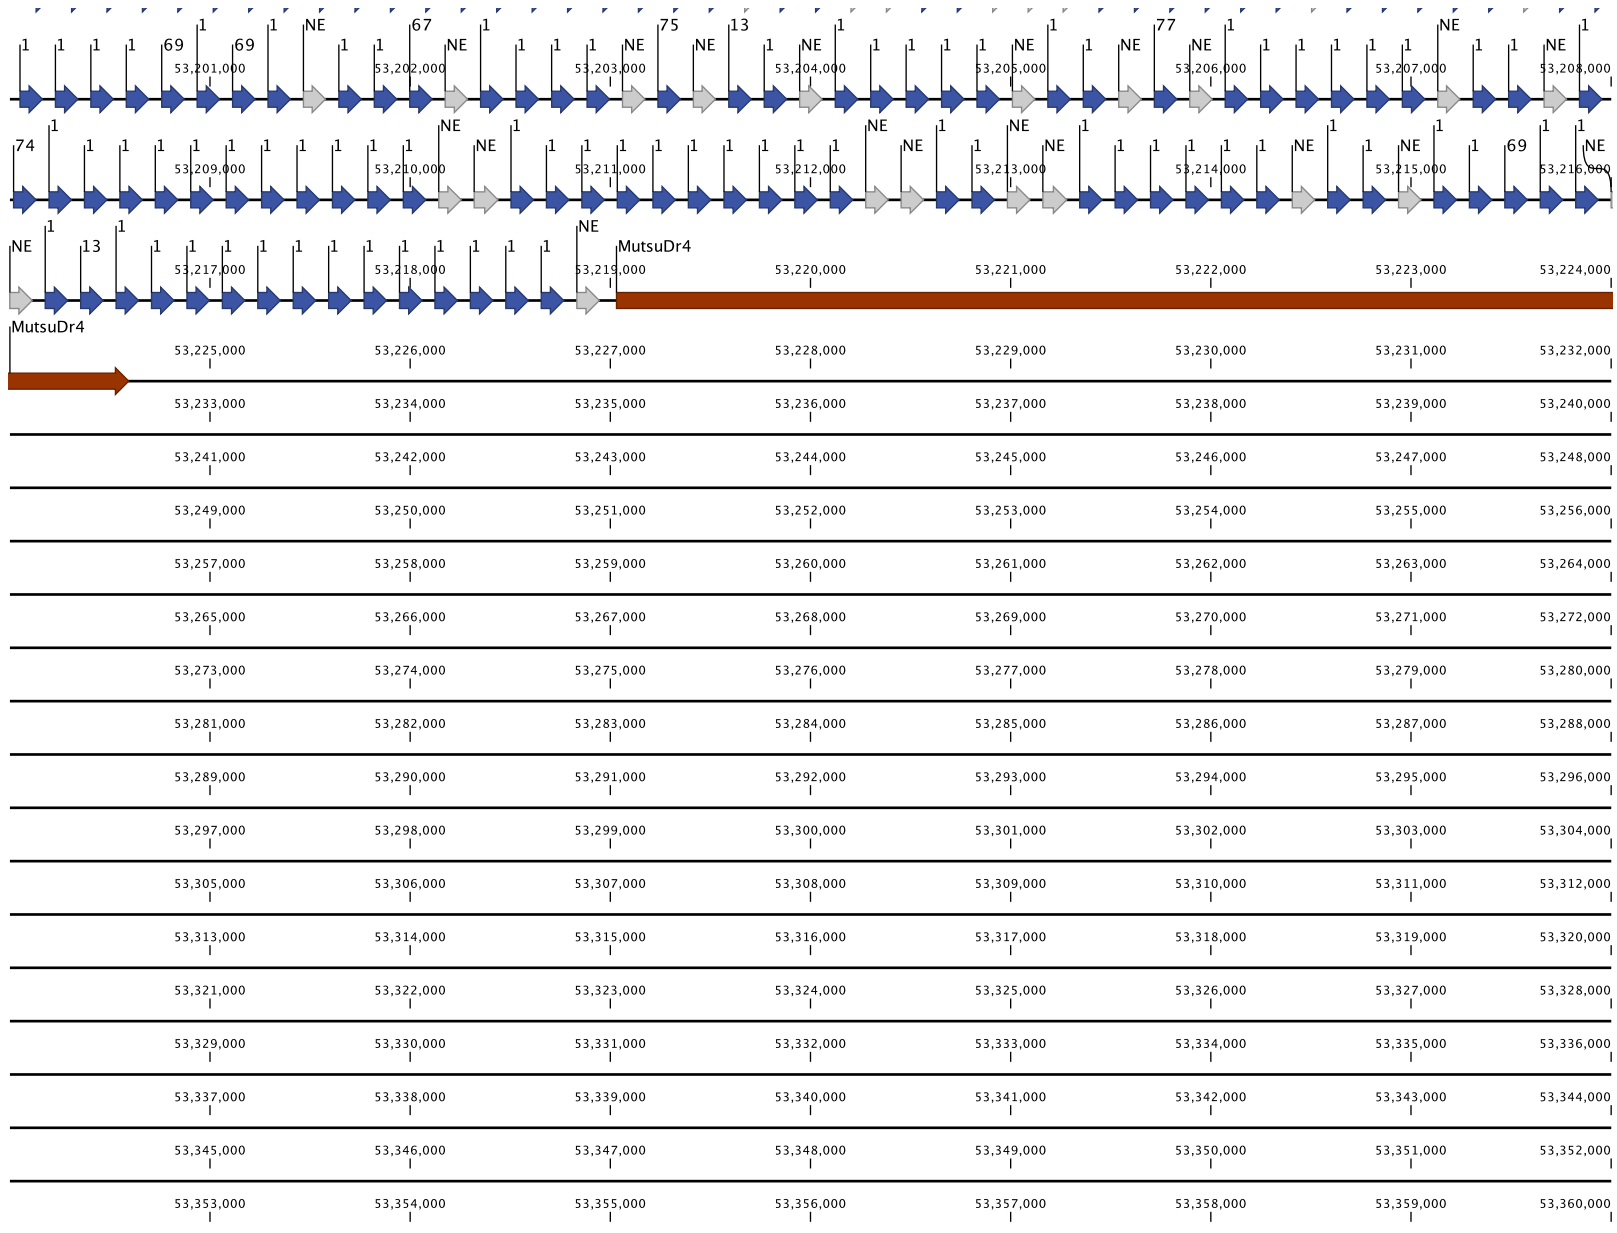 1 1 NE 67 1 75 13 1 1 77 1 NE 1
1 1 1 1 69 69 1 1 NE 1 1 1 NE NE 1 NE 1 1 1 1 NE 1 NE NE 1 1 1 1 1 1 1 NE
53,201,000 53,202,000 53,203,000 53,204,000 53,205,000 53,206,000 53,207,000 53,208,000
1 NE 1 NE 1 NE 1 1 1 1 1
74 1 1 1 1 1 1 1 1 1 1 NE 1 1 1 1 1 1 1 1 1 NE 1 NE 1 1 1 1 1 NE 1 NE 1 69 NE
53,209,000 53,210,000 53,211,000 53,212,000 53,213,000 53,214,000 53,215,000 53,216,000
1 1 NE
NE 13 1 1 1 1 1 1 1 1 1 1 1 1 MutsuDr4
53,217,000 53,218,000 53,219,000 53,220,000 53,221,000 53,222,000 53,223,000 53,224,000
MutsuDr4
53,225,000 53,226,000 53,227,000 53,228,000 53,229,000 53,230,000 53,231,000 53,232,000
53,233,000 53,234,000 53,235,000 53,236,000 53,237,000 53,238,000 53,239,000 53,240,000
53,241,000 53,242,000 53,243,000 53,244,000 53,245,000 53,246,000 53,247,000 53,248,000
53,249,000 53,250,000 53,251,000 53,252,000 53,253,000 53,254,000 53,255,000 53,256,000
53,257,000 53,258,000 53,259,000 53,260,000 53,261,000 53,262,000 53,263,000 53,264,000
53,265,000 53,266,000 53,267,000 53,268,000 53,269,000 53,270,000 53,271,000 53,272,000
53,273,000 53,274,000 53,275,000 53,276,000 53,277,000 53,278,000 53,279,000 53,280,000
53,281,000 53,282,000 53,283,000 53,284,000 53,285,000 53,286,000 53,287,000 53,288,000
53,289,000 53,290,000 53,291,000 53,292,000 53,293,000 53,294,000 53,295,000 53,296,000
53,297,000 53,298,000 53,299,000 53,300,000 53,301,000 53,302,000 53,303,000 53,304,000
53,305,000 53,306,000 53,307,000 53,308,000 53,309,000 53,310,000 53,311,000 53,312,000
53,313,000 53,314,000 53,315,000 53,316,000 53,317,000 53,318,000 53,319,000 53,320,000
53,321,000 53,322,000 53,323,000 53,324,000 53,325,000 53,326,000 53,327,000 53,328,000
53,329,000 53,330,000 53,331,000 53,332,000 53,333,000 53,334,000 53,335,000 53,336,000
53,337,000 53,338,000 53,339,000 53,340,000 53,341,000 53,342,000 53,343,000 53,344,000
53,345,000 53,346,000 53,347,000 53,348,000 53,349,000 53,350,000 53,351,000 53,352,000
53,353,000 53,354,000 53,355,000 53,356,000 53,357,000 53,358,000 53,359,000 53,360,000